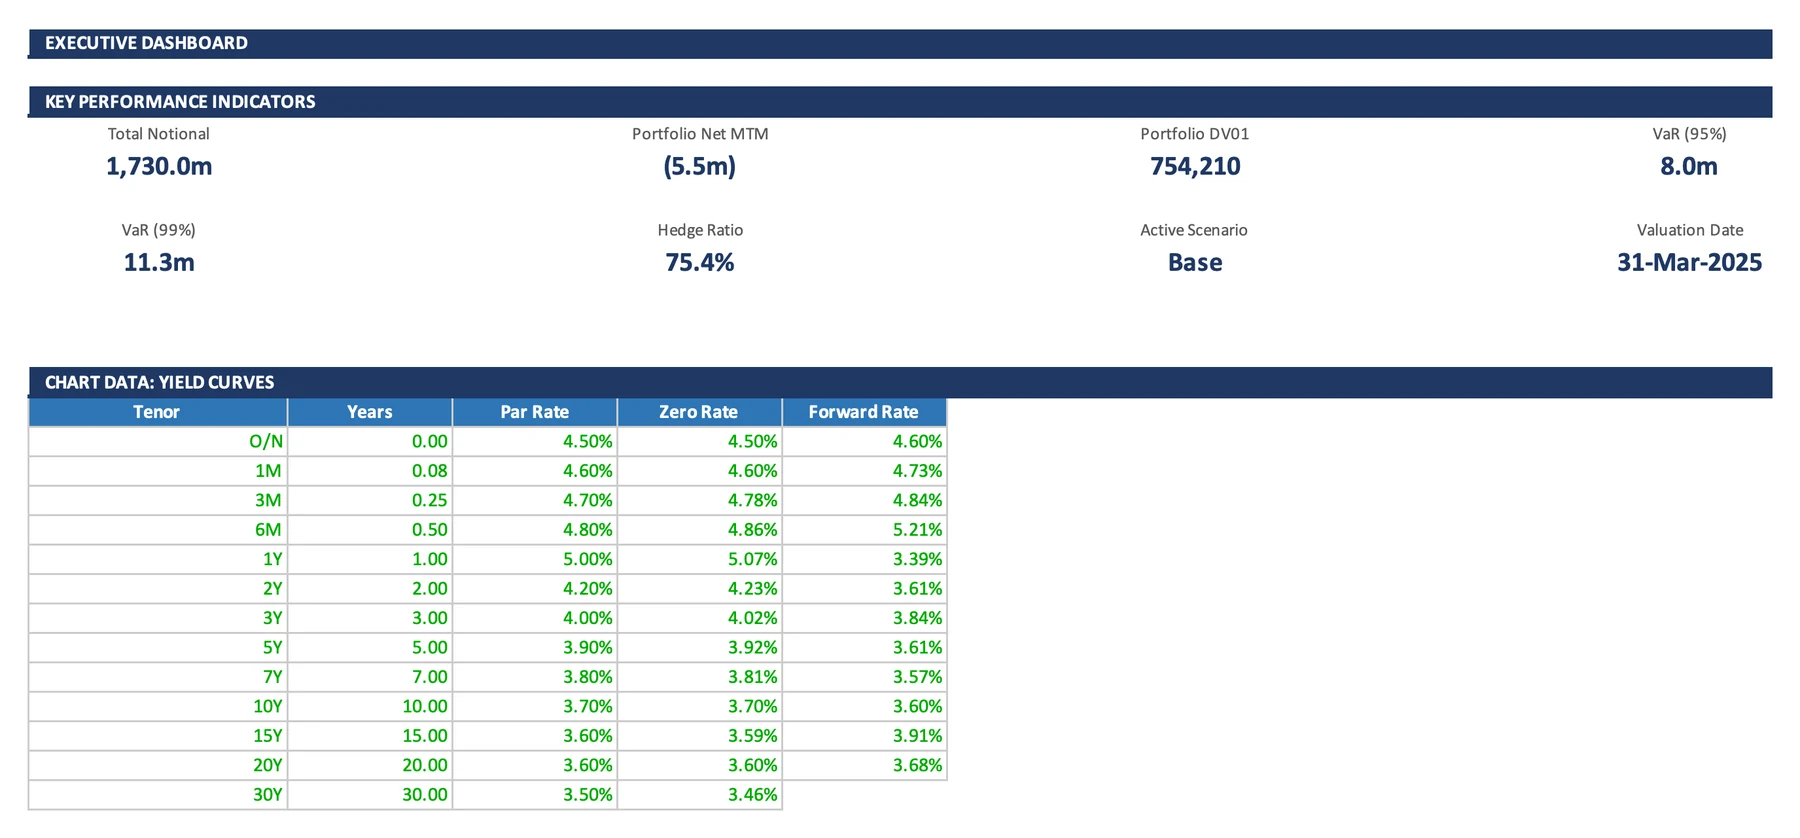 EXECUTIVE DASHBOARD
KEY PERFORMANCE INDICATORS
Total Notional Portfolio Net MTM Portfolio DV01 VaR (95%)
1,730.0m (5.5m) 754,210 8.0m
VaR (99%) Hedge Ratio Active Scenario Valuation Date
11.3m 75.4% Base 31-Mar-2025
CHART DATA: YIELD CURVES
Tenor Years Par Rate Zero Rate Forward Rate
O/N 0.00 4.50% 4.50% 4.60%
1M 0.08 4.60% 4.60% 4.73%
3M 0.25 4.70% 4.78% 4.84%
6M 0.50 4.80% 4.86% 5.21%
1Y 1.00 5.00% 5.07% 3.39%
2Y 2.00 4.20% 4.23% 3.61%
3Y 3.00 4.00% 4.02% 3.84%
5Y 5.00 3.90% 3.92% 3.61%
7Y 7.00 3.80% 3.81% 3.57%
10Y 10.00 3.70% 3.70% 3.60%
15Y 15.00 3.60% 3.59% 3.91%
20Y 20.00 3.60% 3.60% 3.68%
30Y 30.00 3.50% 3.46%